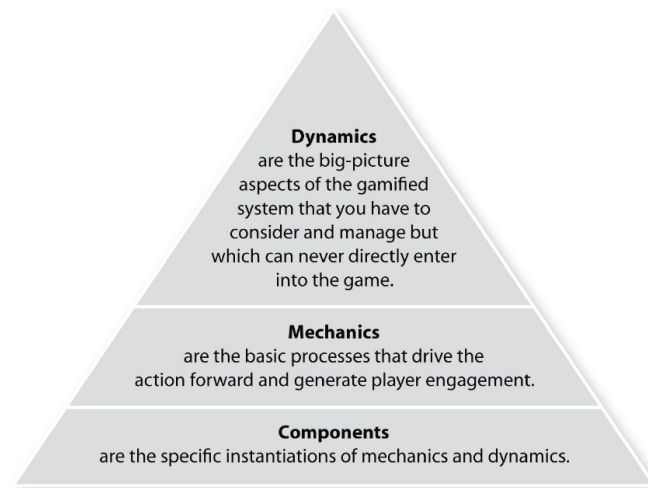 Dynamics
are the big-picture
aspects of the gamified
system that you have to
consider and manage but
which can never directly enter
into the game.
Mechanics
are the basic processes that drive the
action forward and generate player engagement.
Components
are the specific instantiations of mechanics and dynamics.